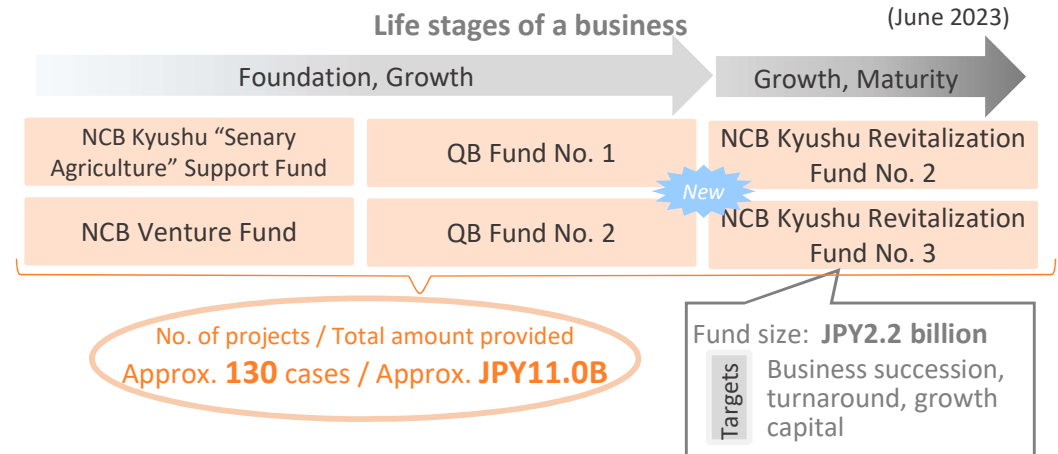 Life stages of a business
(June 2023)
Foundation, Growth
Growth, Maturity
NCB Kyushu “Senary
Agriculture” Support Fund
QB Fund No. 1
NCB Kyushu Revitalization
Fund No. 2
New
NCB Venture Fund
QB Fund No. 2
NCB Kyushu Revitalization
Fund No. 3
No. of projects / Total amount provided
Approx. 130 cases / Approx. JPY11.0B
Fund size: JPY2.2 billion
Targets
Business succession,
turnaround, growth
capital